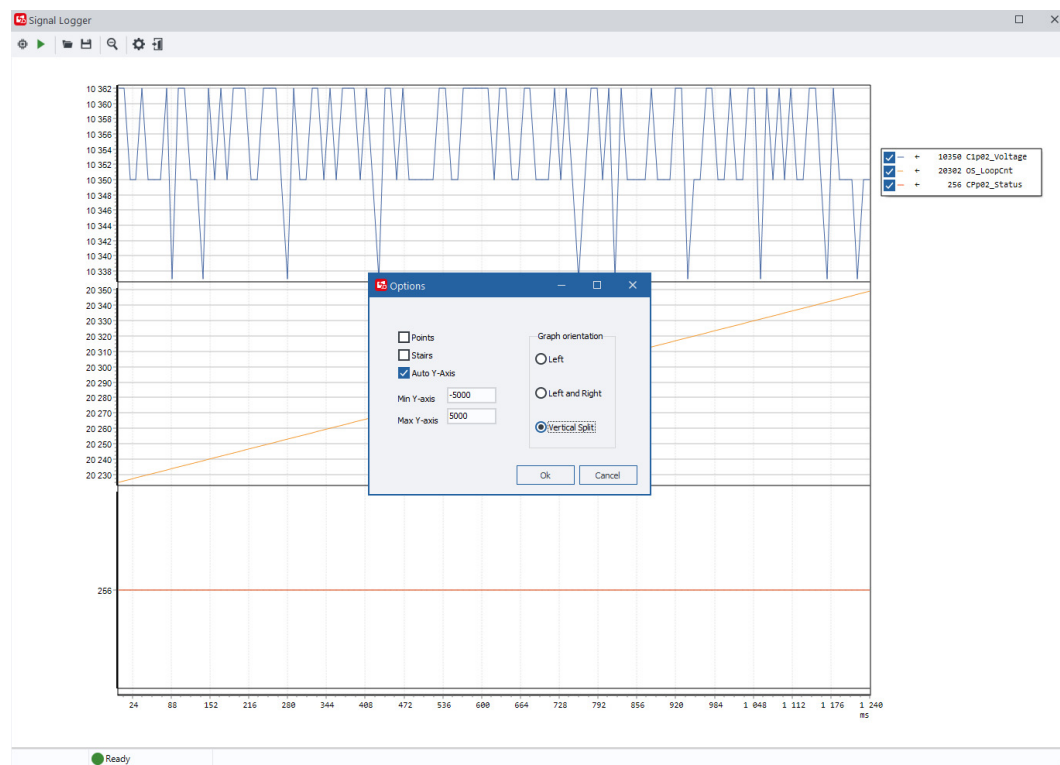 Signal Logger
10 362
10 360
10 358
10 356
10 354
10 352
10 350
10 348
10 346
10 344
10 342
10 340
10 338
10350 C1p02_Voltage
20302 OS_LoopCnt
256 CPp02_Status
Options
Points
Stairs
Auto Y-Axis
Min Y-axis -5000
Max Y-axis 5000
Graph orientation
Left
Left and Right
Vertical Split
Ok Cancel
20 350
20 340
20 330
20 320
20 310
20 300
20 290
20 280
20 270
20 260
20 250
20 240
20 230
256
24 88 152 216 280 344 408 472 536 600 664 728 792 856 920 984 1 048 1 112 1 176 1 240
ms
Ready